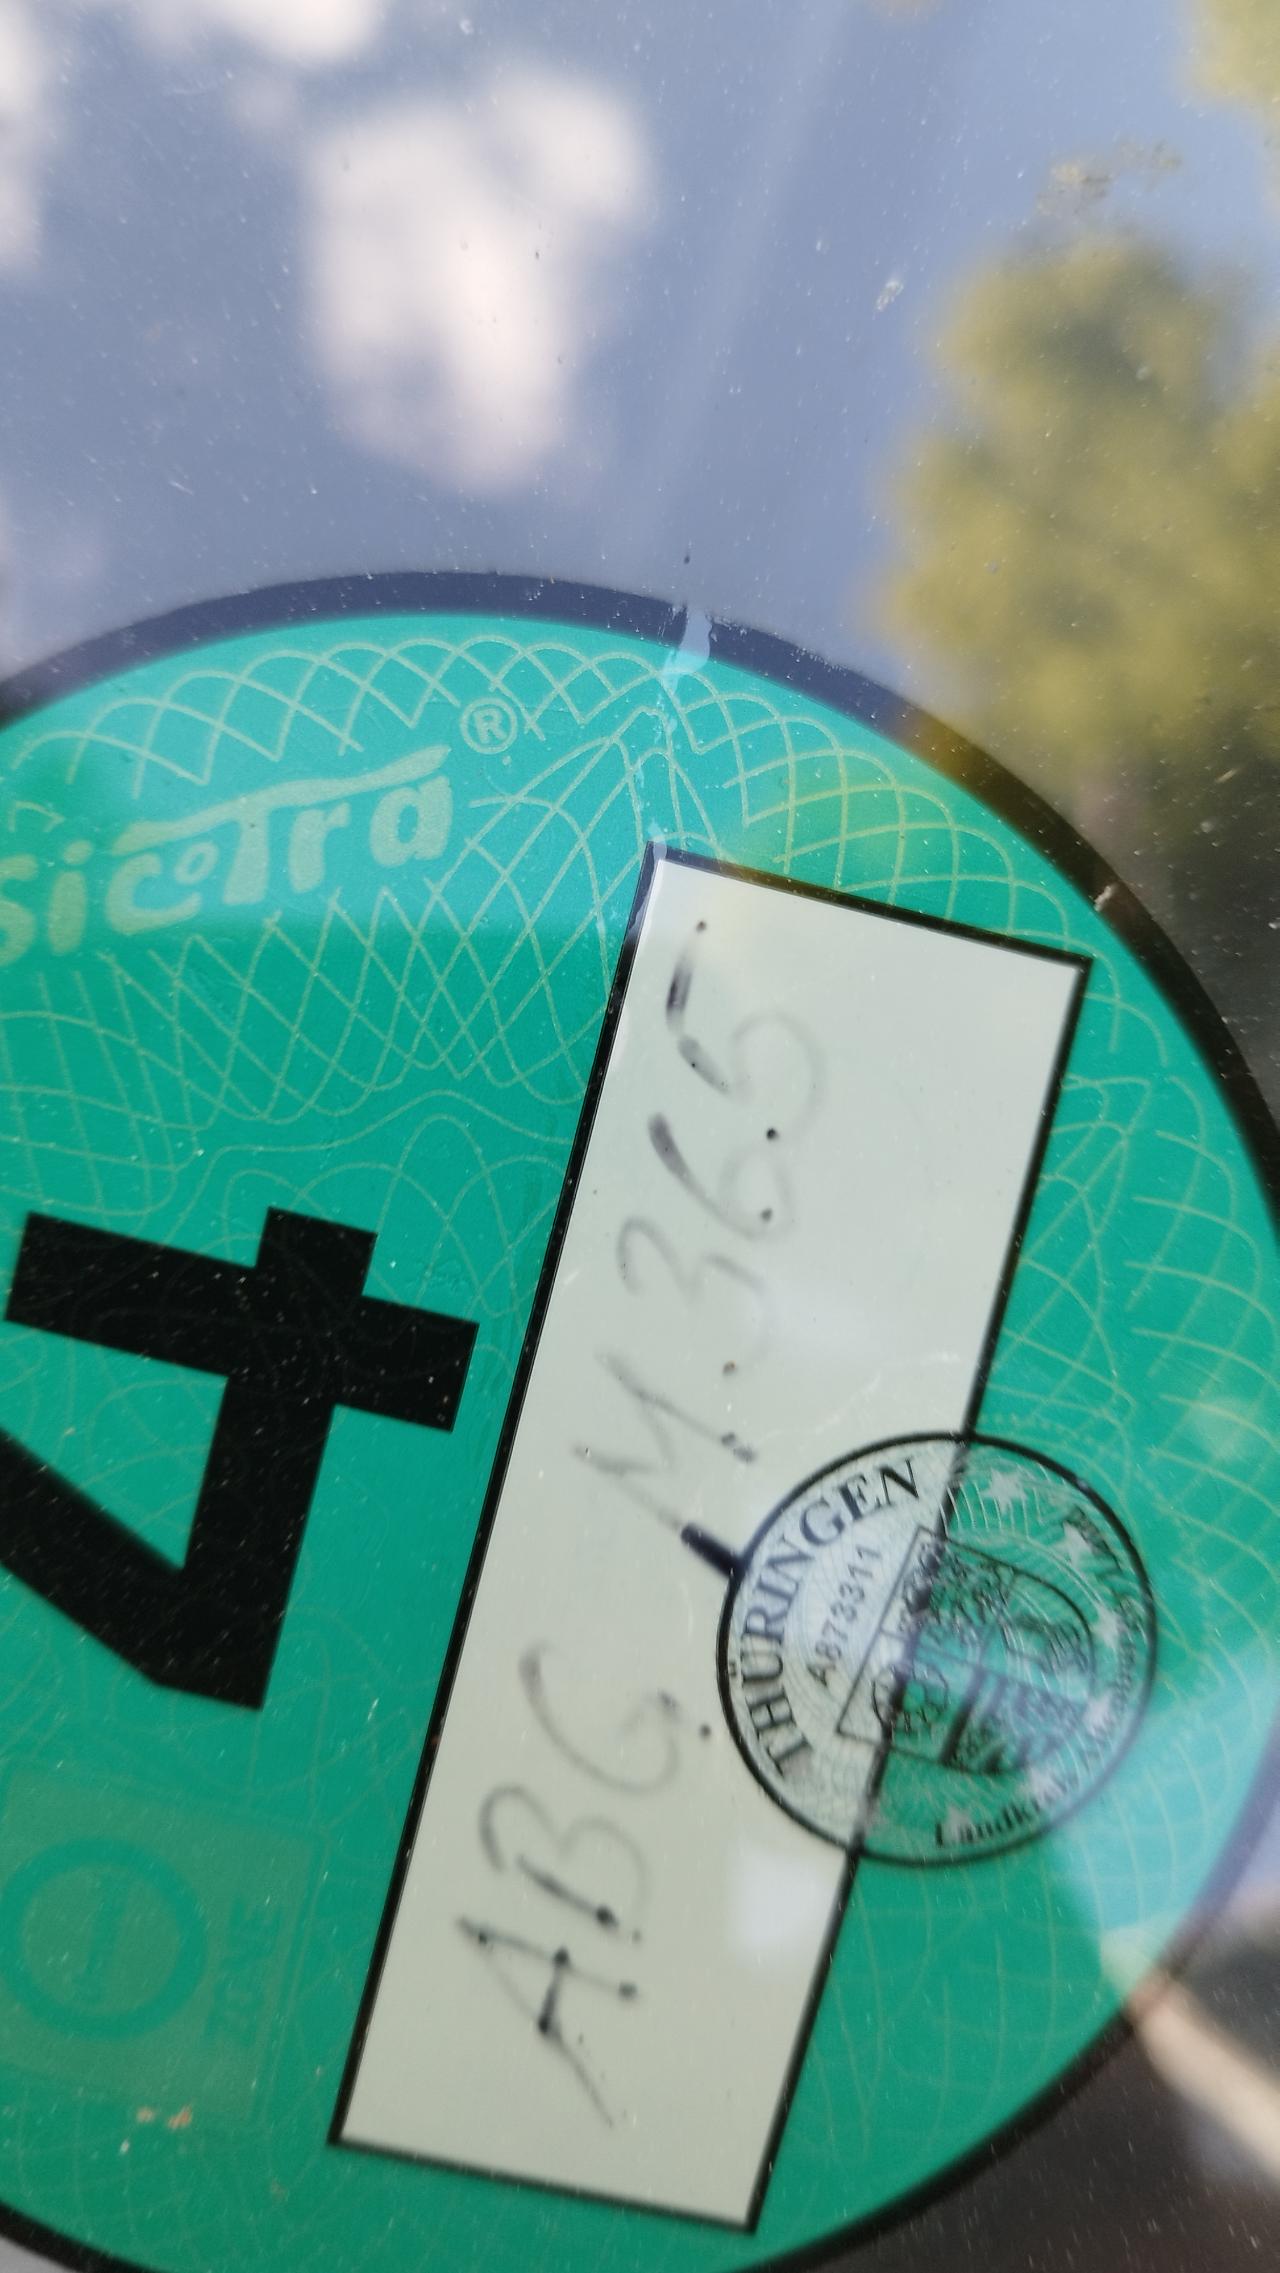 SicoTra®
4
ABG M.365
THÜRINGEN
A873311